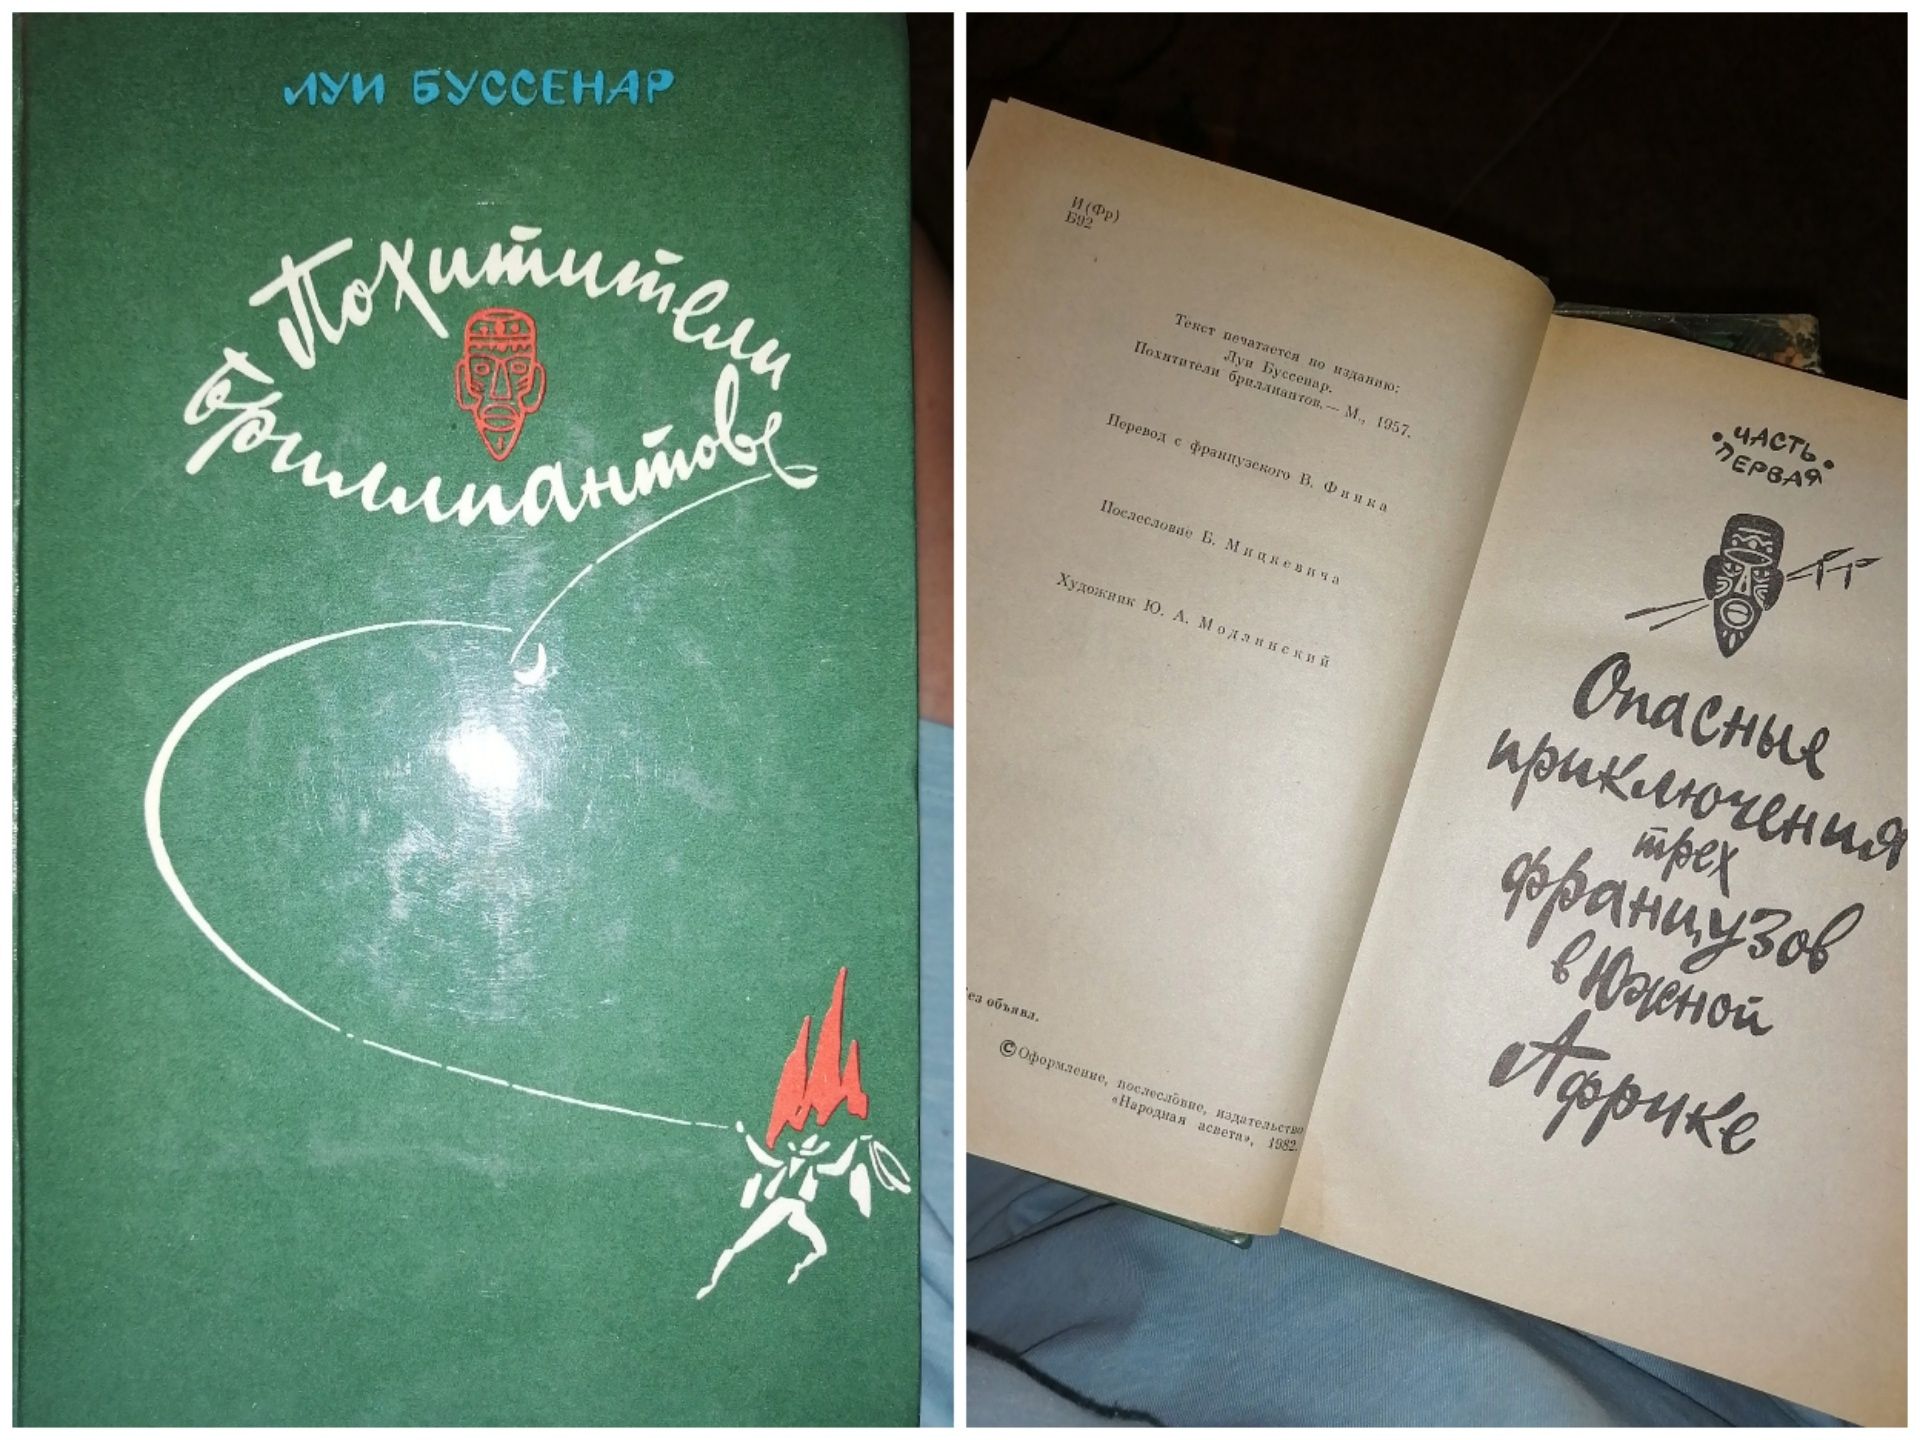 ЛУИ БУССЕНАР
Похитители
бриллиантов
И(Фр)
Б92
Текст печатается по изданию:
Луи Буссенар.
Похитители бриллиантов.— М., 1957.
Перевод с французского В. Финка
Послесловие Б. Мицкевича
Художник Ю. А. Модлинский
ез объявл.
© Оформление, послесловие, издательство
«Народная асвета», 1982.
• ЧАСТЬ •
ПЕРВАЯ
Опасные
приключения
трех
французов
в Южной
Африке